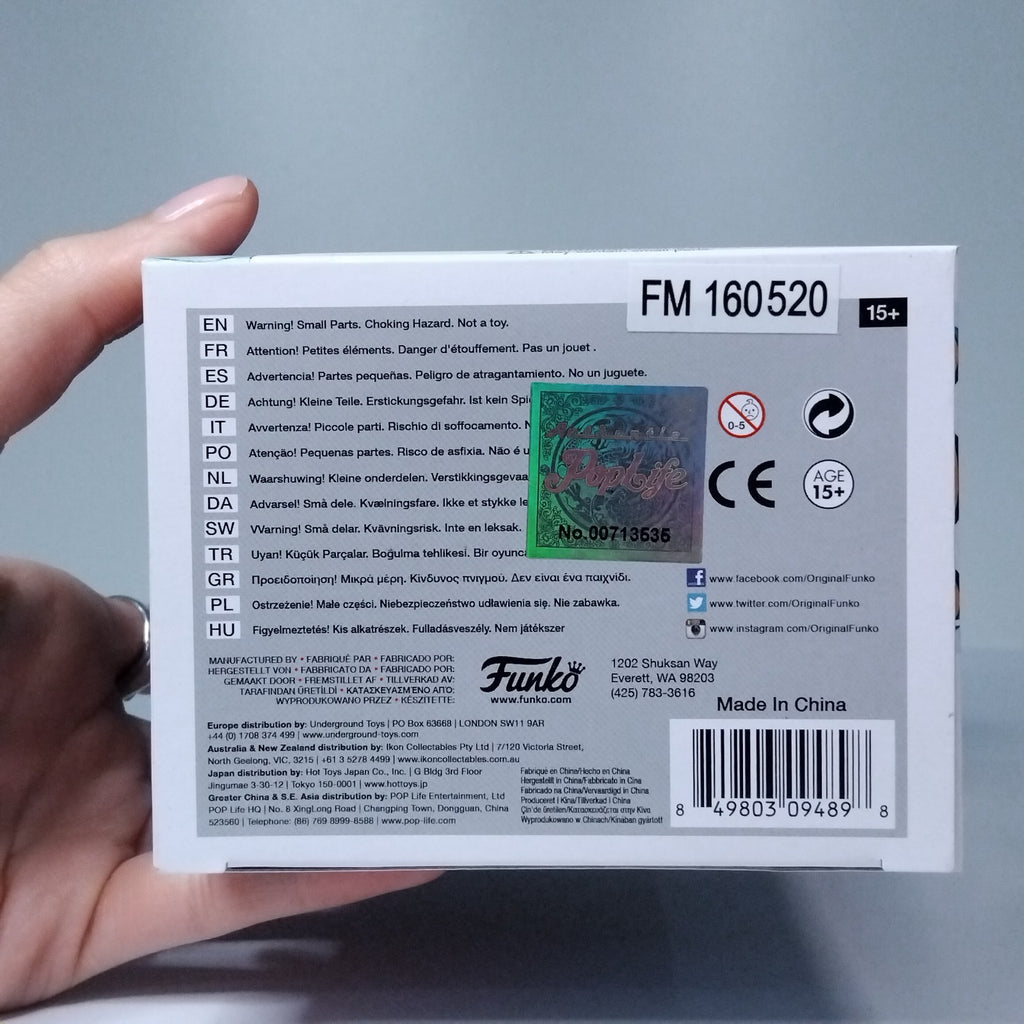 FM 160520
15+
EN Warning! Small Parts. Choking Hazard. Not a toy.
FR Attention! Petites éléments. Danger d'étouffement. Pas un jouet .
ES Advertencia! Partes pequeñas. Peligro de atragantamiento. No un juguete.
DE Achtung! Kleine Teile. Erstickungsgefahr. Ist kein
IT Avvertenza! Piccole parti. Rischio di soffocamento.
PO Atenção! Pequenas partes. Risco de asfixia. Não é
NL Waarshuwing! Kleine onderdelen.
DA Advarsel! Små dele. Kvælningsfare. Ikke et stykke
SW Warning! Små delar. Kvävningsrisk. Inte en leksak.
TR Uyan! Küçük Parçalar. Boğulma tehlikesi. Bir
GR Προειδοποίηση! Μικρά μέρη. Κίνδυνος πνιγμού. Δεν είναι ένα παιχνίδι.
PL Ostrzeżenie! Małe części. Niebezpieczeństwo udławienia się. Nie zabawka.
HU Figyelmeztetés! Kis alkatrészek. Fulladásveszély. Nem játékszer
PopLife
No.00713535
0-5
CE
AGE
15+
www.facebook.com/OriginalFunko
www.twitter.com/OriginalFunko
www.instagram.com/OriginalFunko
MANUFACTURED BY • FABRIQUÉ PAR • FABRICADO POR:
HERGESTELLT VON • FABBRICATO DA • FABRICADO POR:
GEMAAKT DOOR • FREMSTILLET AF • TILLVERKAD AV:
TARAFINDAN ÜRETİLDİ • ΚΑΤΑΣΚΕΥΑΣΜΈΝΟ ΑΠΌ:
WYPRODUKOWANO PRZEZ • KÉSZÍTETTE:
Funko
www.funko.com
1202 Shuksan Way
Everett, WA 98203
(425) 783-3616
Made In China
Europe distribution by: Underground Toys | PO Box 63668 | LONDON SW11 9AR
+44 (0) 1708 374 499 | www.underground-toys.com
Australia & New Zealand distribution by: Ikon Collectables Pty Ltd | 7/120 Victoria Street,
North Geelong, VIC, 3215 | +61 3 5278 4499 | www.ikoncollectables.com.au
Japan distribution by: Hot Toys Japan Co., Inc. | G Bldg 3rd Floor
Jingumae 3-30-12 | Tokyo 150-0001 | www.hottoys.jp
Greater China & S.E. Asia distribution by: POP Life Entertainment, Ltd
POP Life HQ | No. 6 XingLong Road | Changping Town, Dongguan, China
523560 | Telephone: (86) 769 8999-8588 | www.pop-life.com
Fabriqué en China/Hecho en China
Hergestellt in China/Fabbricato in Cina
Fabricado na China/Vervaardigd in China
Produceret i Kina/Tillverkad i China
Çin'de üretilen/Κατασκευάζεται στην Κίνα
Wyprodukowano w Chinach/Kínában gyártott
8 49803 09489 8